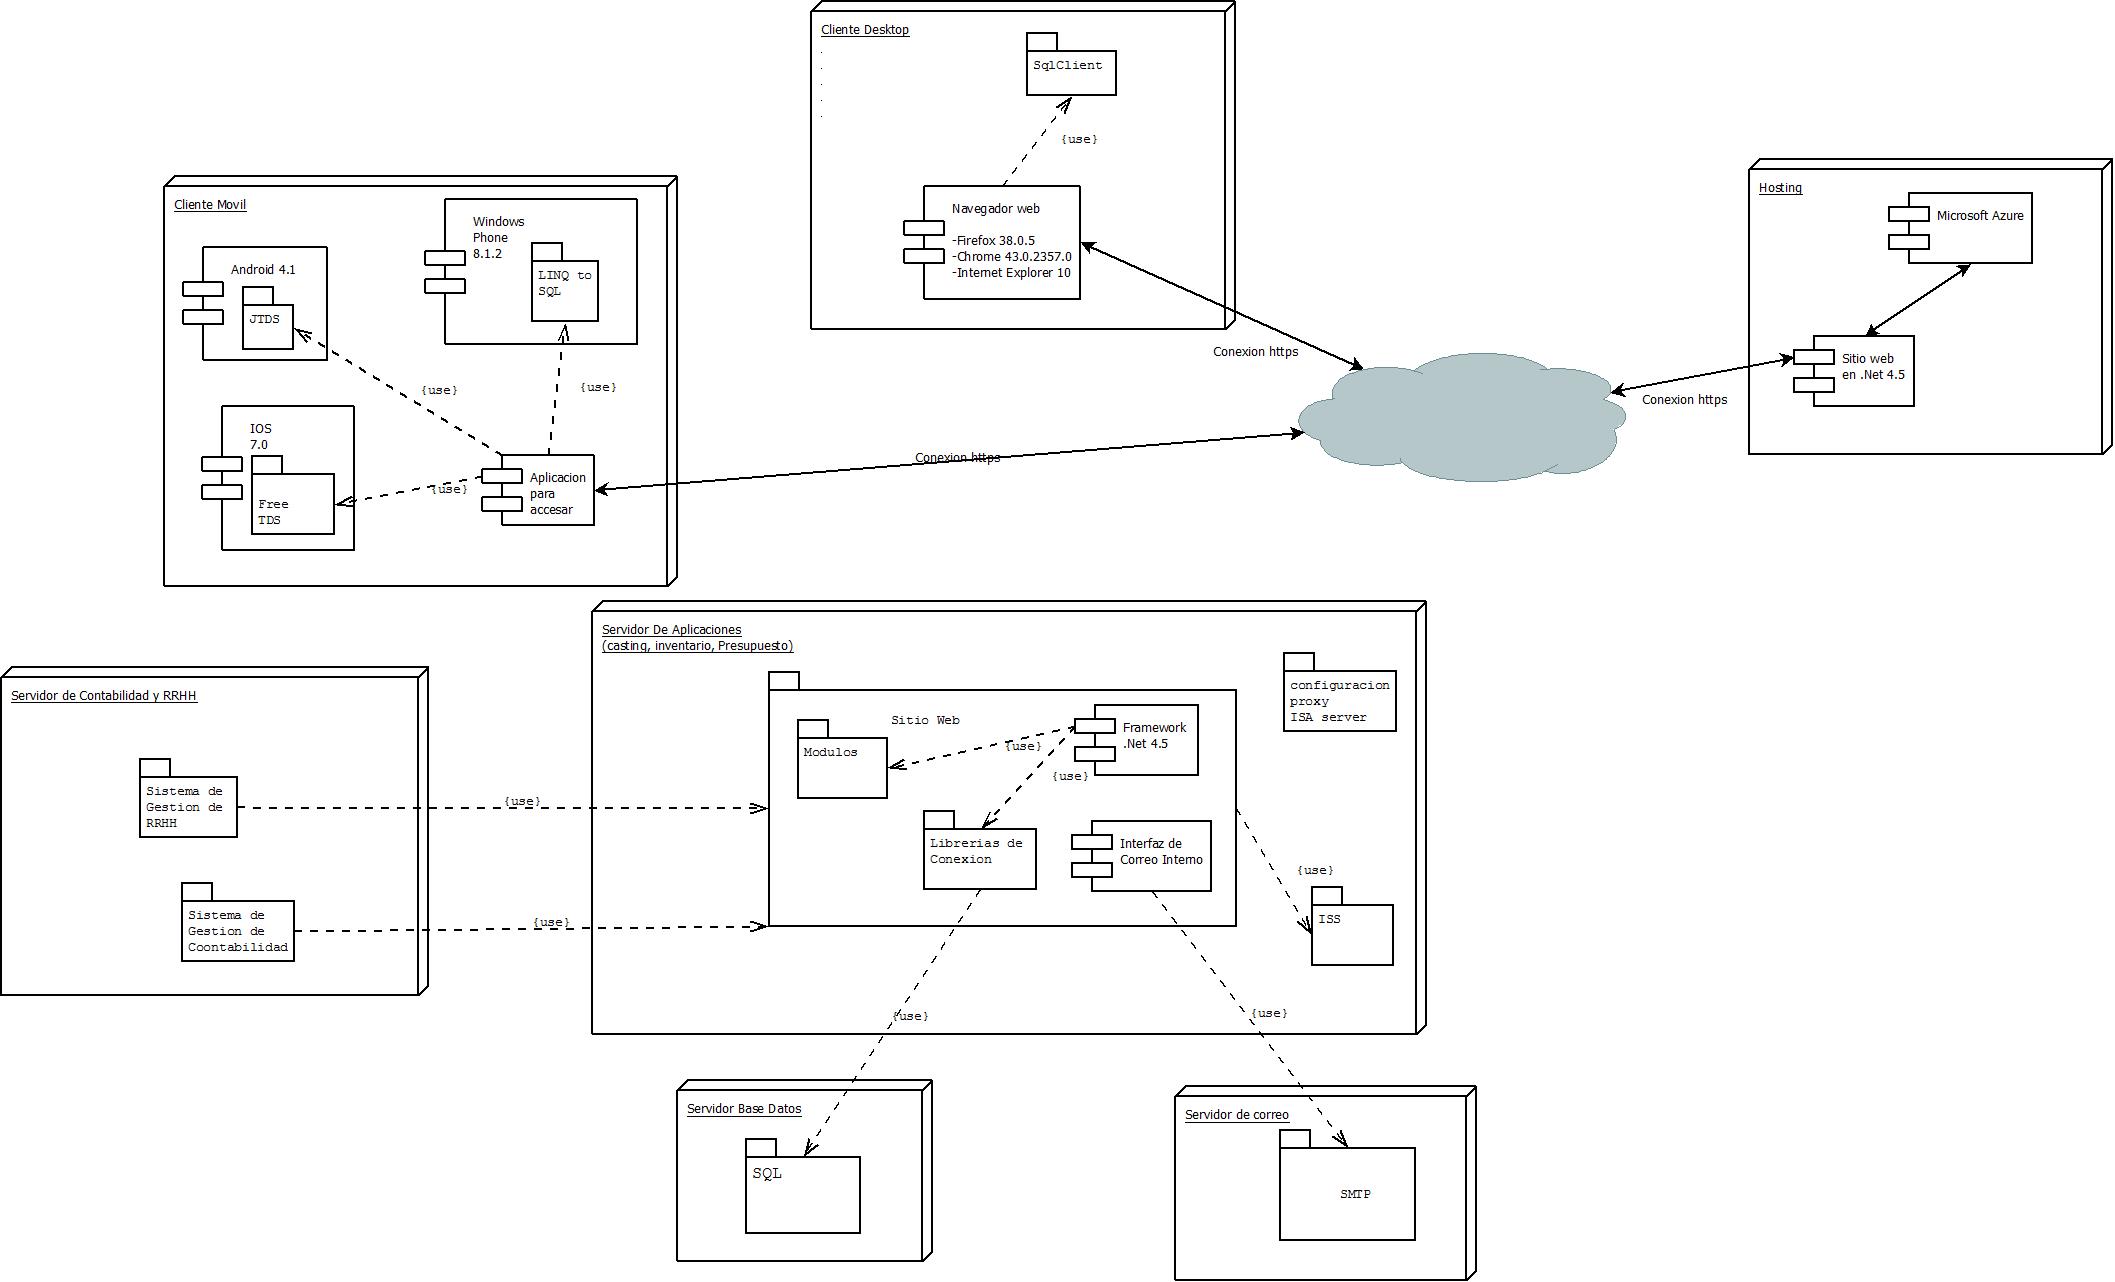 Cliente Desktop
SqlClient
{use}
Navegador web
-Firefox 38.0.5
-Chrome 43.0.2357.0
-Internet Explorer 10
Cliente Movil
Windows
Phone
8.1.2
LINQ to
SQL
Android 4.1
JTDS
{use}
{use}
IOS
7.0
Free
TDS
{use}
Aplicacion
para
accesar
Conexion https
Conexion https
Conexion https
Hosting
Microsoft Azure
Sitio web
en .Net 4.5
Servidor De Aplicaciones
(casting, inventario, Presupuesto)
Sitio Web
Modulos
{use}
{use}
Framework
.Net 4.5
Librerias de
Conexion
Interfaz de
Correo Interno
configuracion
proxy
ISA server
{use}
ISS
Servidor de Contabilidad y RRHH
Sistema de
Gestion de
RRHH
{use}
Sistema de
Gestion de
Coontabilidad
{use}
{use}
{use}
Servidor Base Datos
SQL
Servidor de correo
SMTP